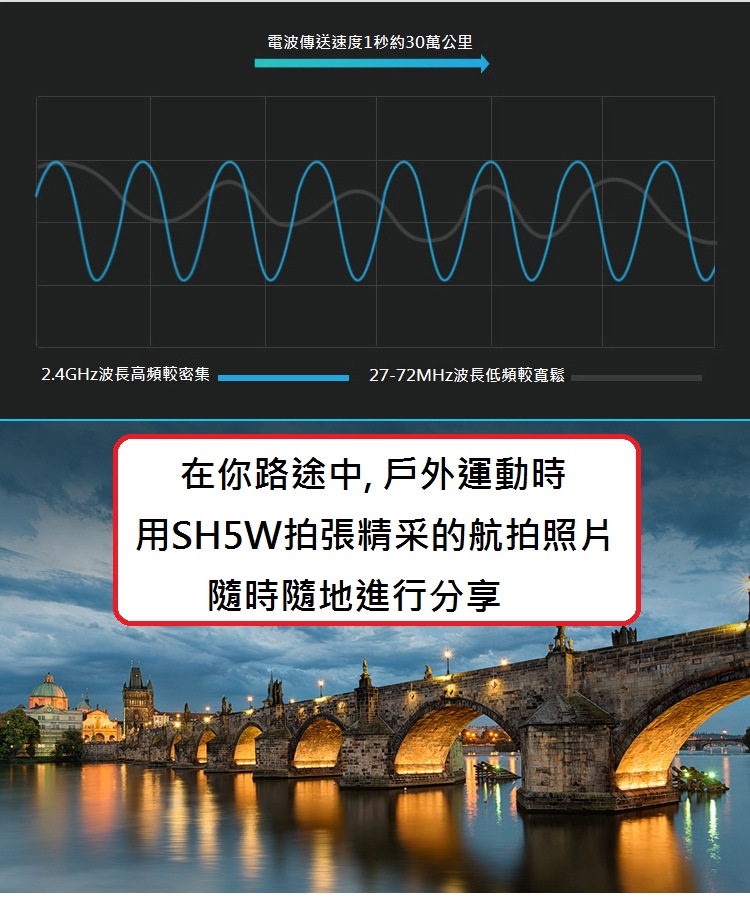 電波傳送速度1秒約30萬公里
2.4GHz波長高頻較密集
27-72MHz波長低頻較寬鬆
在你路途中, 戶外運動時
用SH5W拍張精采的航拍照片
隨時隨地進行分享